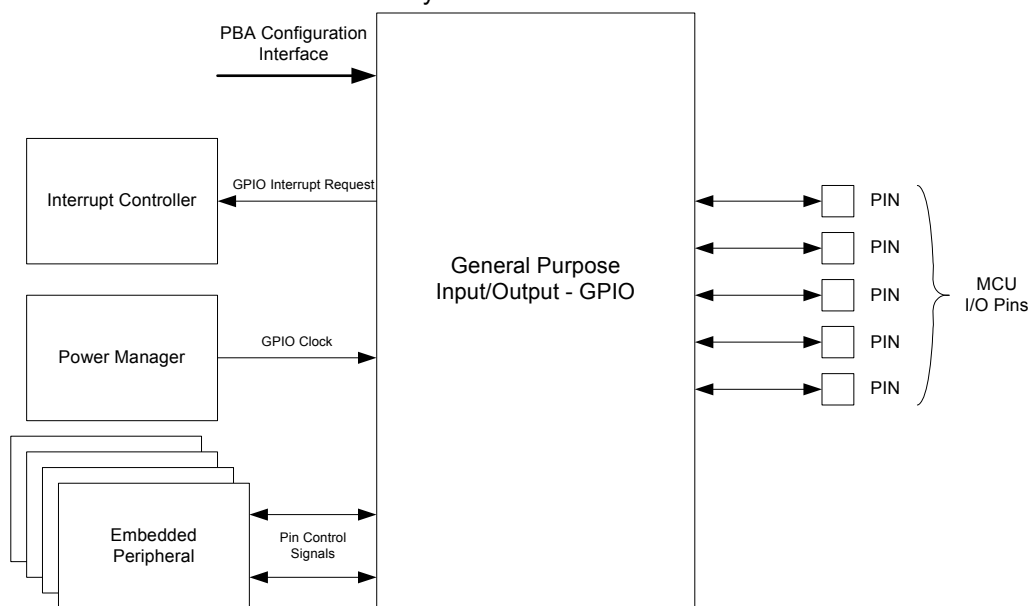 PBA Configuration
Interface
Interrupt Controller
GPIO Interrupt Request
General Purpose
Input/Output - GPIO
Power Manager
GPIO Clock
Embedded
Peripheral
Pin Control
Signals
PIN
PIN
PIN
PIN
PIN
MCU
I/O Pins